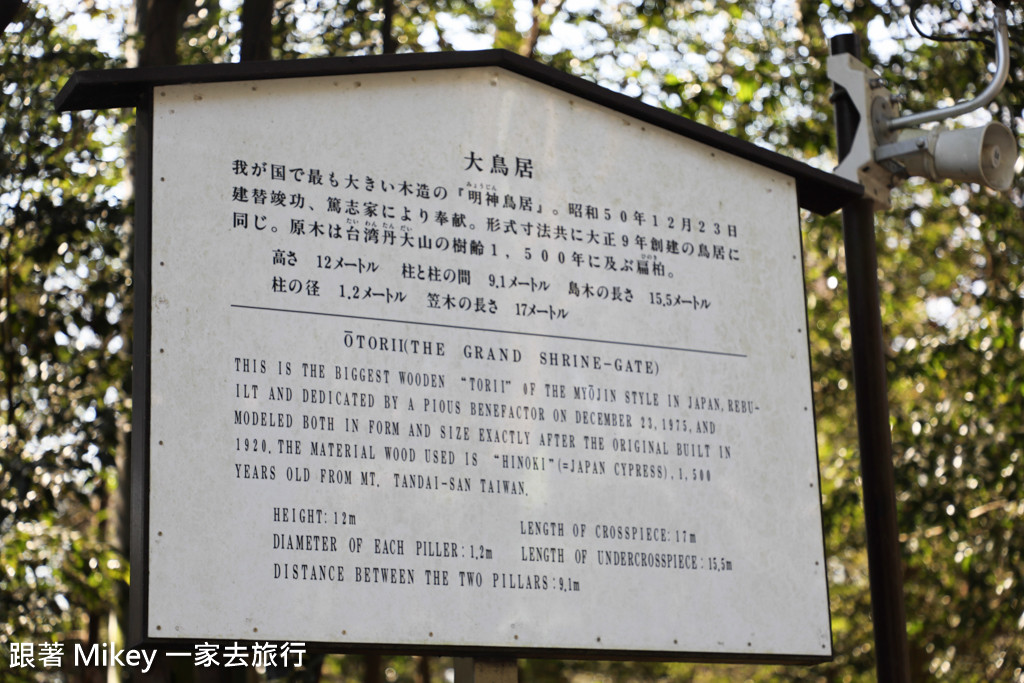 大鳥居
我が国で最も大きい木造の『明神鳥居』。昭和50年12月23日
建替竣功、篤志家により奉献。形式寸法共に大正9年創建の鳥居に
同じ。原木は台湾丹大山の樹齢1,500年に及ぶ扁柏。
高さ 12メートル 柱と柱の間 9.1メートル 島木の長さ 15.5メートル
柱の径 1.2メートル 笠木の長さ 17メートル
ŌTORII(THE GRAND SHRINE-GATE)
THIS IS THE BIGGEST WOODEN “TORII” OF THE MYŌJIN STYLE IN JAPAN, REBU-
ILT AND DEDICATED BY A PIOUS BENEFACTOR ON DECEMBER 23, 1975, AND
MODELED BOTH IN FORM AND SIZE EXACTLY AFTER THE ORIGINAL BUILT IN
1920. THE MATERIAL WOOD USED IS “HINOKI”(=JAPAN CYPRESS), 1,500
YEARS OLD FROM MT. TANDAI-SAN TAIWAN.
HEIGHT: 12m LENGTH OF CROSSPIECE: 17m
DIAMETER OF EACH PILLER: 1.2m LENGTH OF UNDERCROSSPIECE: 15.5m
DISTANCE BETWEEN THE TWO PILLARS: 9.1m
跟著 Mikey 一家去旅行